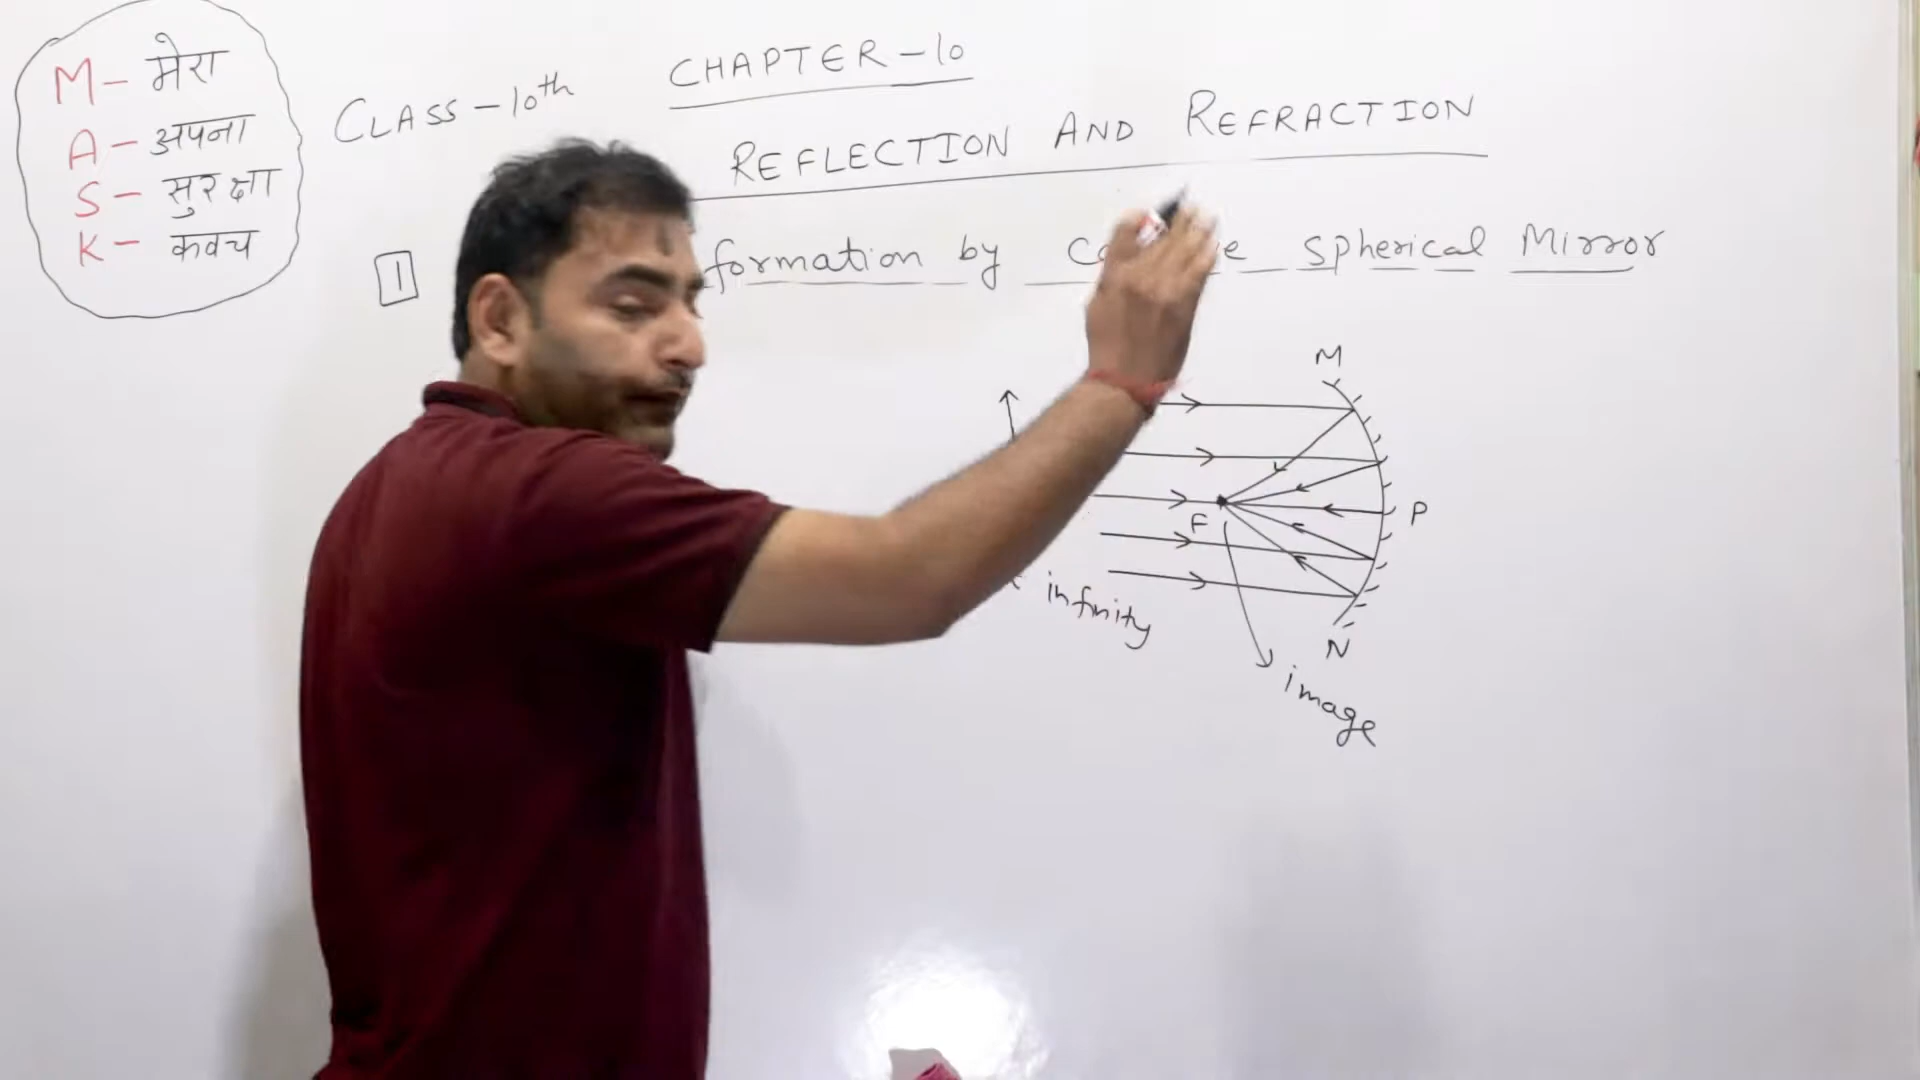 M – मेरा
A – अपना
S – सुरक्षा
K – कवच
CLASS – 10th
CHAPTER – 10
REFLECTION AND REFRACTION
1 formation by Spherical Mirror
M
F
P
infinity
N
image